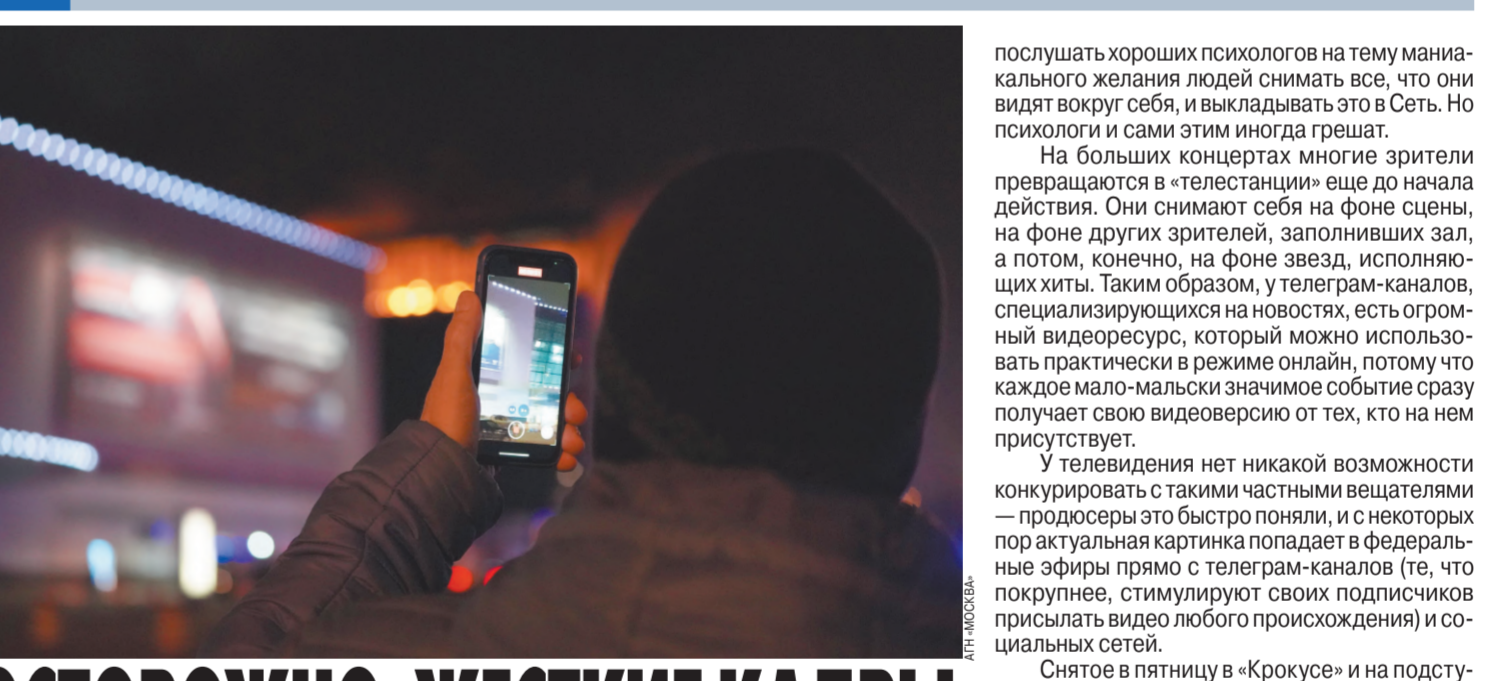 послушать хороших психологов на тему маниа-
кального желания людей снимать все, что они
видят вокруг себя, и выкладывать это в Сеть. Но
психологи и сами этим иногда грешат.
На больших концертах многие зрители
превращаются в «телестанции» еще до начала
действия. Они снимают себя на фоне сцены,
на фоне других зрителей, заполнивших зал,
а потом, конечно, на фоне звезд, исполняю-
щих хиты. Таким образом, у телеграм-каналов,
специализирующихся на новостях, есть огром-
ный видеоресурс, который можно использо-
вать практически в режиме онлайн, потому что
каждое мало-мальски значимое событие сразу
получает свою видеоверсию от тех, кто на нем
присутствует.
У телевидения нет никакой возможности
конкурировать с такими частными вещателями
— продюсеры это быстро поняли, и с некоторых
пор актуальная картинка попадает в федераль-
ные эфиры прямо с телеграм-каналов (те, что
покрупнее, стимулируют своих подписчиков
присылать видео любого происхождения) и со-
циальных сетей.
Снятое в пятницу в «Крокусе» и на подсту-
АГН «МОСКВА»
ОСТОРОЖНО, ЖЕСТКИЕ КАДРЫ